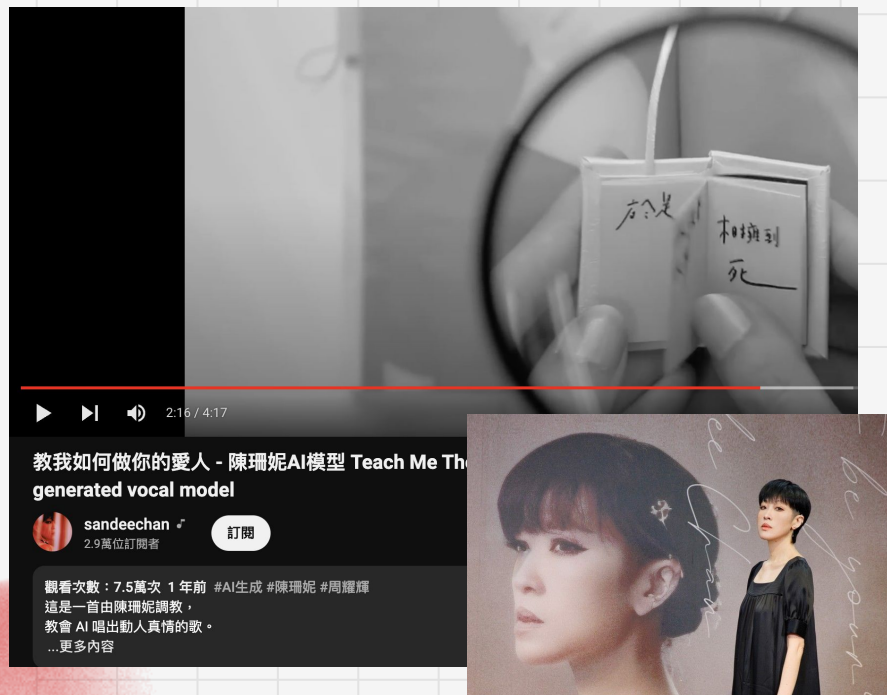 於是
相擁到
死
2:16 / 4:17
教我如何做你的愛人 - 陳珊妮AI模型 Teach Me The
generated vocal model
sandeechan
2.9萬位訂閱者
訂閱
觀看次數：7.5萬次 1 年前 #AI生成 #陳珊妮 #周耀輝
這是一首由陳珊妮調教，
教會 AI 唱出動人真情的歌。
...更多內容
be your